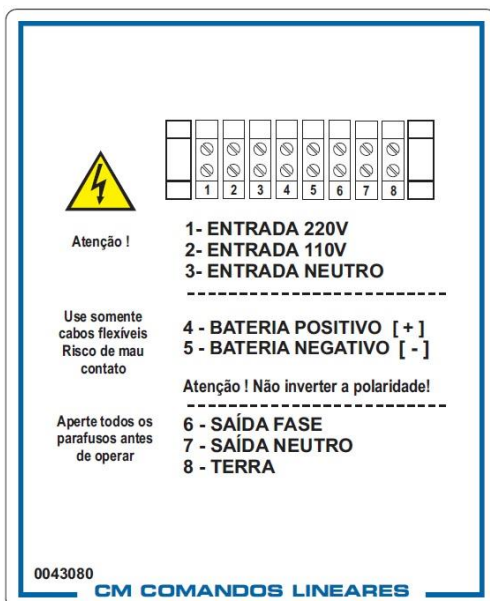 1 2 3 4 5 6 7 8
Atenção !
1- ENTRADA 220V
2- ENTRADA 110V
3- ENTRADA NEUTRO
Use somente
cabos flexíveis
Risco de mau
contato
4 - BATERIA POSITIVO [ + ]
5 - BATERIA NEGATIVO [ - ]
Atenção ! Não inverter a polaridade!
Aperte todos os
parafusos antes
de operar
6 - SAÍDA FASE
7 - SAÍDA NEUTRO
8 - TERRA
0043080
CM COMANDOS LINEARES